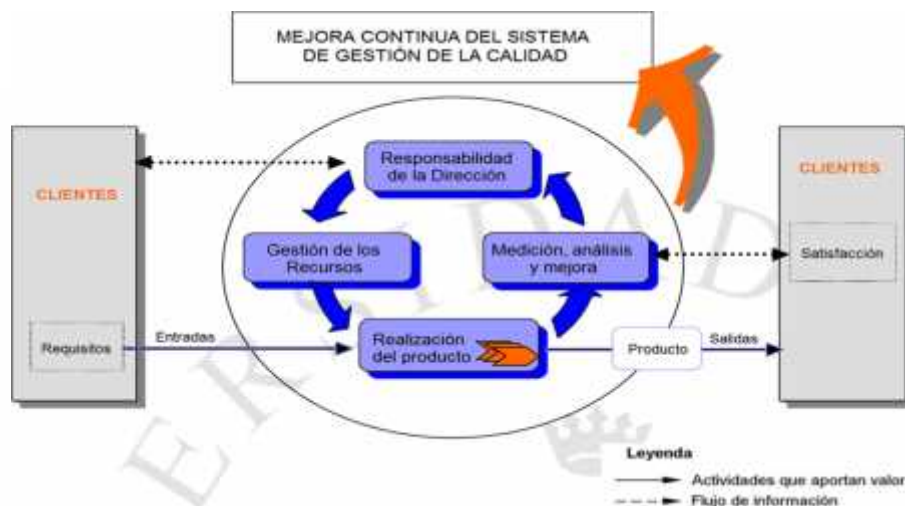 MEJORA CONTINUA DEL SISTEMA
DE GESTIÓN DE LA CALIDAD
CLIENTES
Responsabilidad
de la Dirección
CLIENTES
Gestión de los
Recursos
Medición, análisis
y mejora
Satisfacción
Requisitos
Entradas
Realización
del producto
Producto
Salidas
ERSIDAD
Leyenda
Actividades que aportan valor
Flujo de información